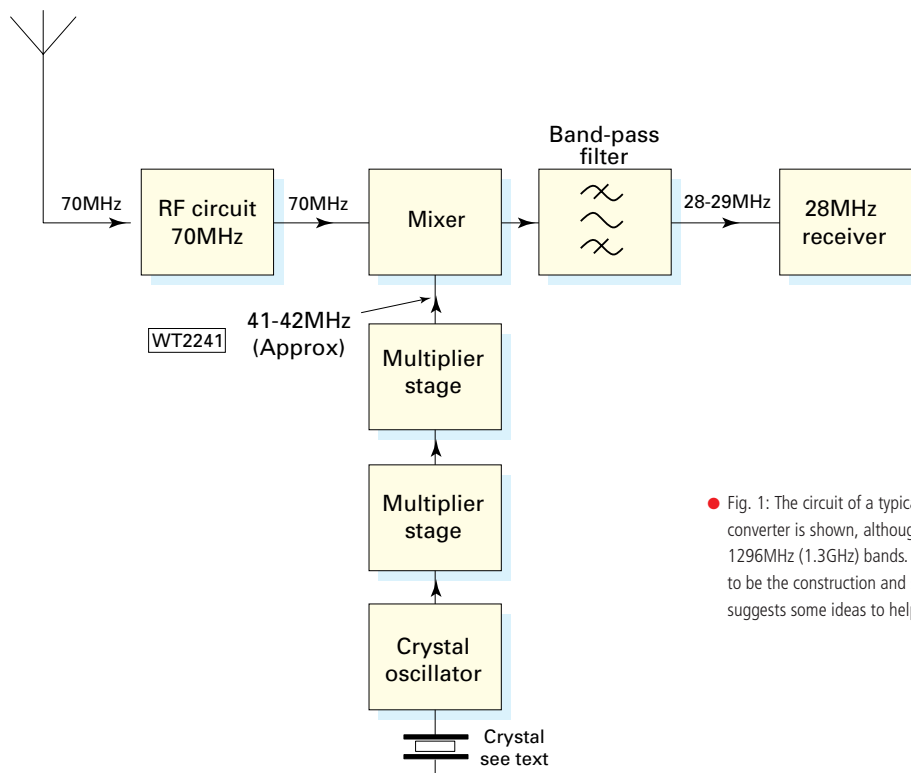 Band-pass
filter
70MHz
RF circuit
70MHz
70MHz
Mixer
28-29MHz
28MHz
receiver
WT2241
41-42MHz
(Approx)
Multiplier
stage
Multiplier
stage
Crystal
oscillator
Crystal
see text
● Fig. 1: The circuit of a typica
converter is shown, althoug
1296MHz (1.3GHz) bands.
to be the construction and
suggests some ideas to help